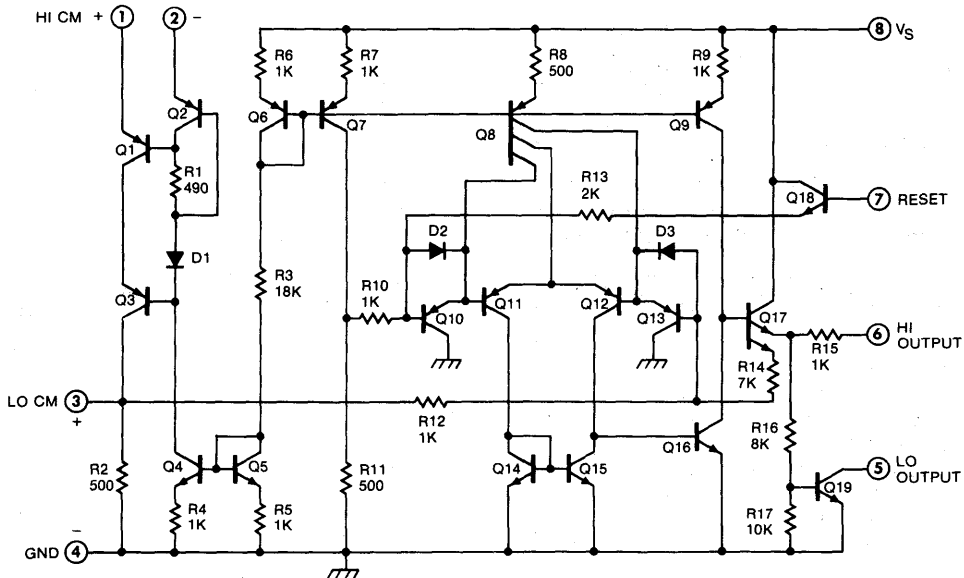 HI CM + 1
2 -
8 VS
R6
1K
R7
1K
R8
500
R9
1K
Q2
Q6
Q7
Q8
Q9
Q1
R1
490
R13
2K
Q18
7 RESET
D1
D2
D3
R3
18K
R10
1K
Q3
Q10
Q11
Q12
Q13
Q17
6 HI
OUTPUT
R15
1K
R14
7K
LO CM 3
+
R12
1K
R16
8K
Q16
R2
500
Q4
Q5
R11
500
Q14
Q15
5 LO
OUTPUT
Q19
R4
1K
R5
1K
R17
10K
-
GND 4